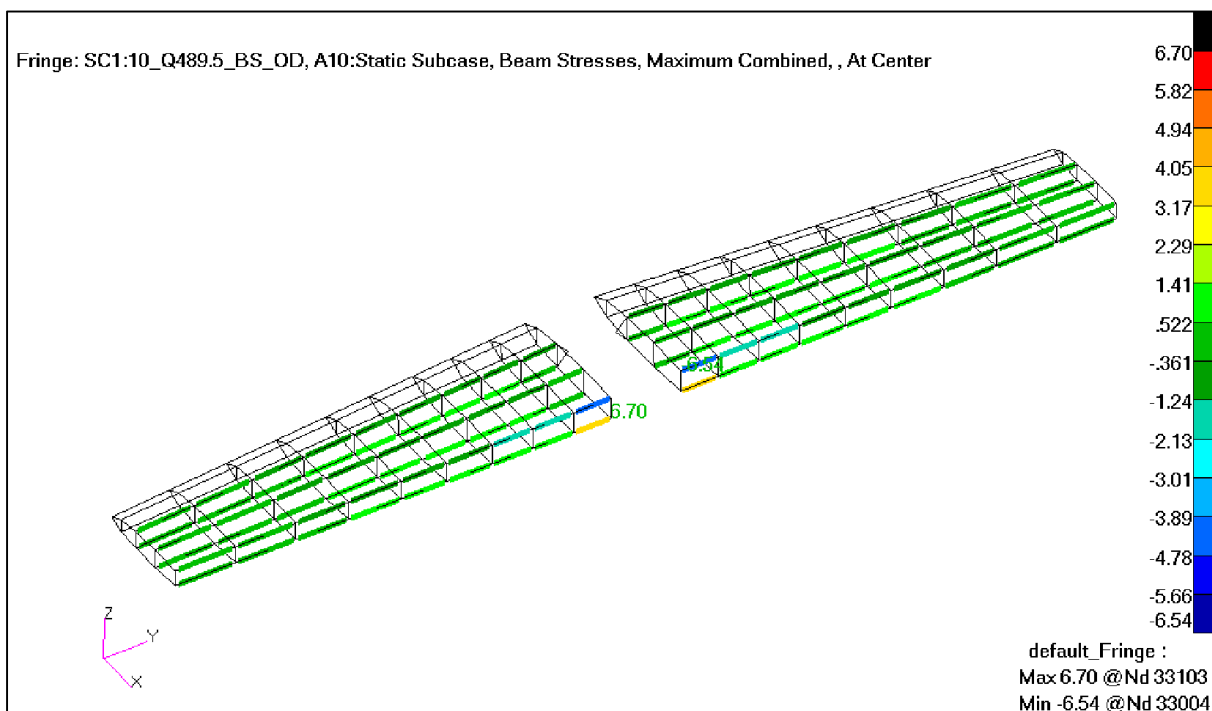 Fringe: SC1:10_Q489.5_BS_OD, A10:Static Subcase, Beam Stresses, Maximum Combined, , At Center
6.70
5.82
4.94
4.05
3.17
2.29
1.41
.522
-.361
-1.24
-2.13
-3.01
-3.89
-4.78
-5.66
-6.54
-6.54
6.70
Z
Y
X
default_Fringe :
Max 6.70 @Nd 33103
Min -6.54 @Nd 33004